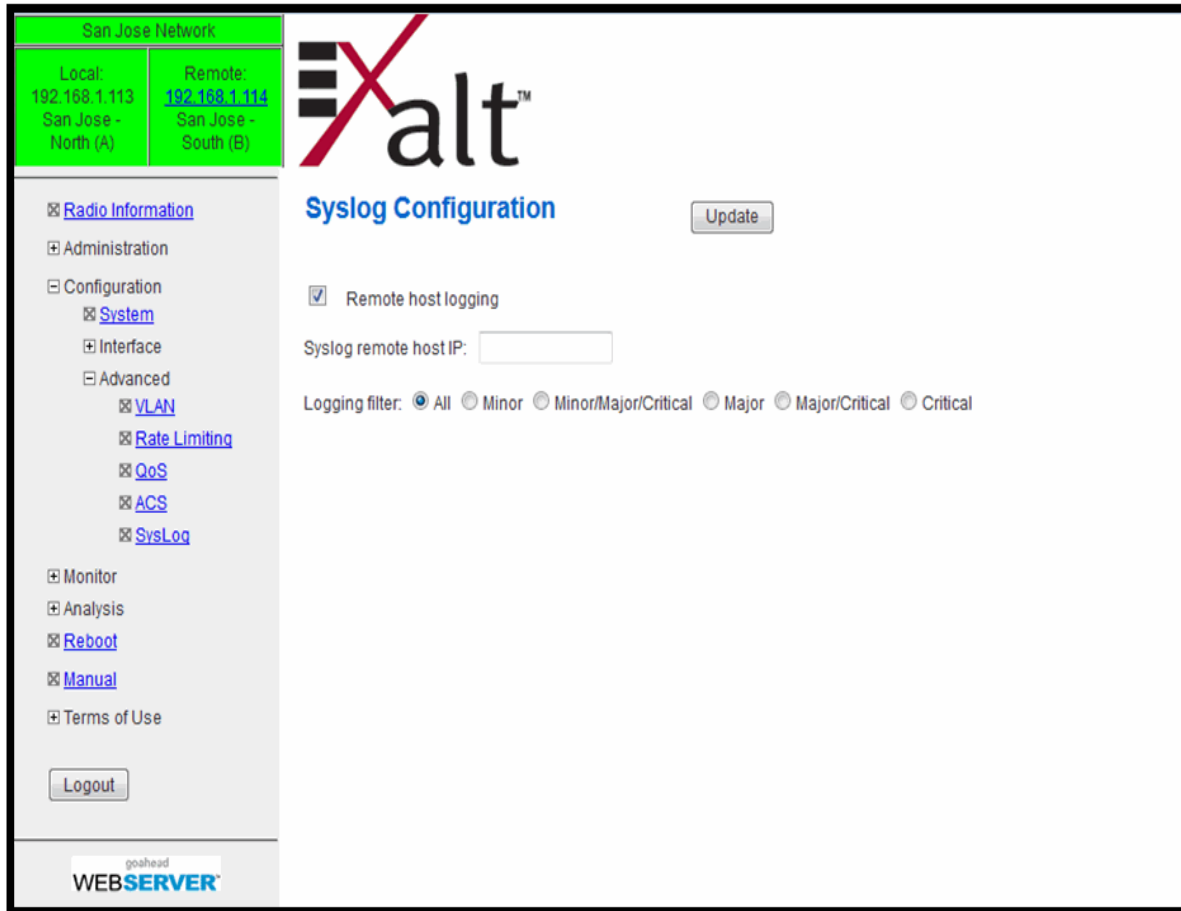 San Jose Network
Local:
192.168.1.113
San Jose -
North (A)
Remote:
192.168.1.114
San Jose -
South (B)
EXalt™
Radio Information
Administration
Configuration
System
Interface
Advanced
VLAN
Rate Limiting
QoS
ACS
SysLog
Monitor
Analysis
Reboot
Manual
Terms of Use
Logout
goahead
WEBSERVER
Syslog Configuration
Update
Remote host logging
Syslog remote host IP:
Logging filter: All Minor Minor/Major/Critical Major Major/Critical Critical